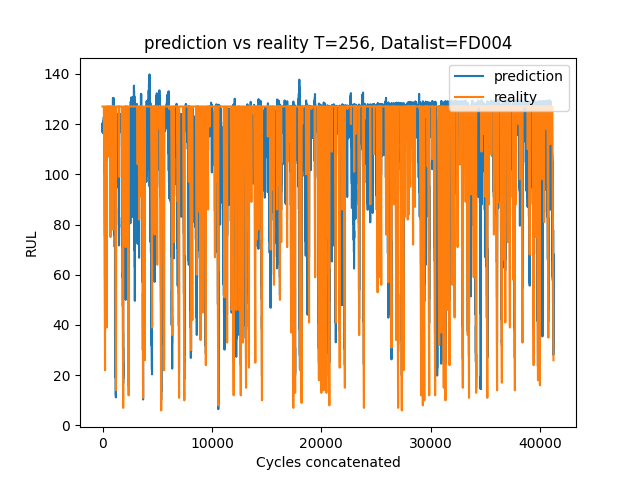 prediction vs reality T=256, Datalist=FD004
prediction
reality
140
120
100
80
60
40
20
0
RUL
0
10000
20000
30000
40000
Cycles concatenated